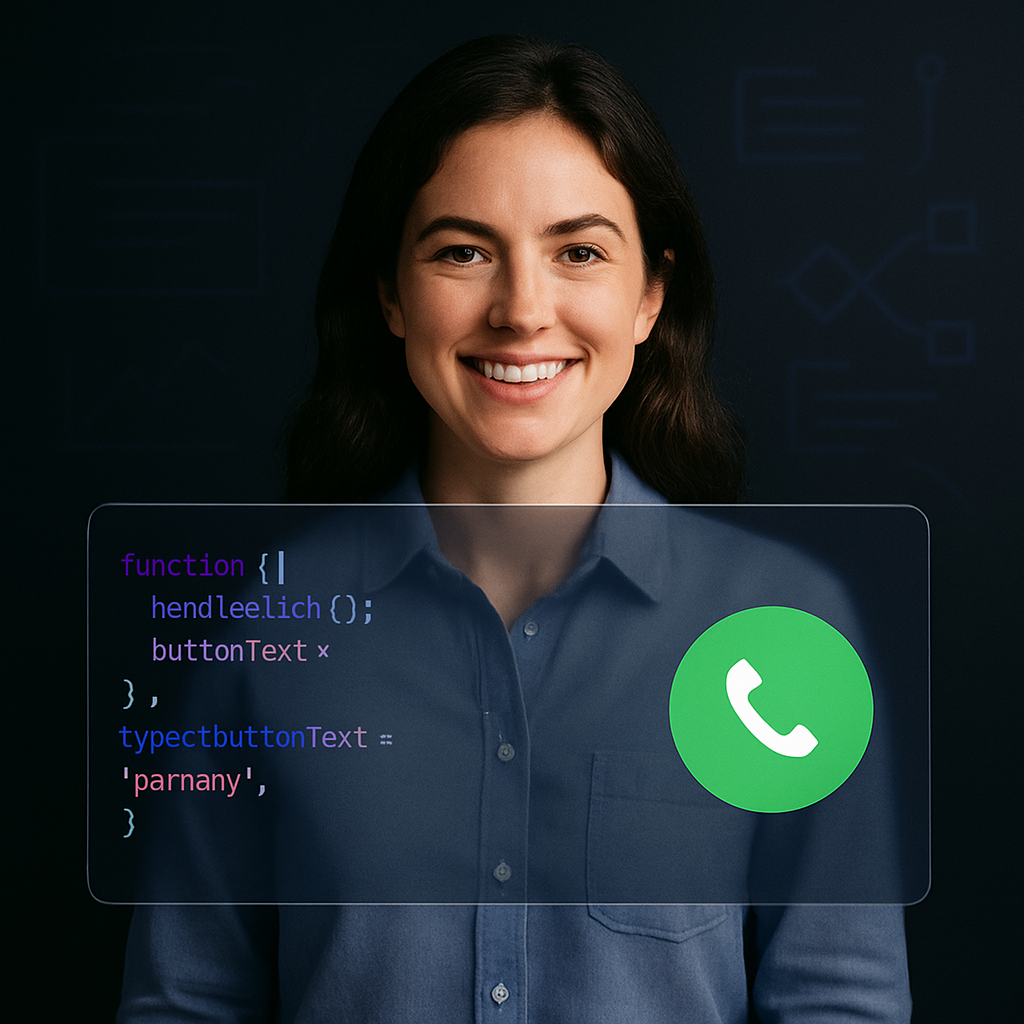 function {|
hendleelich {};
buttonText ×
} ,
typectbuttonText =
'parnany',
}